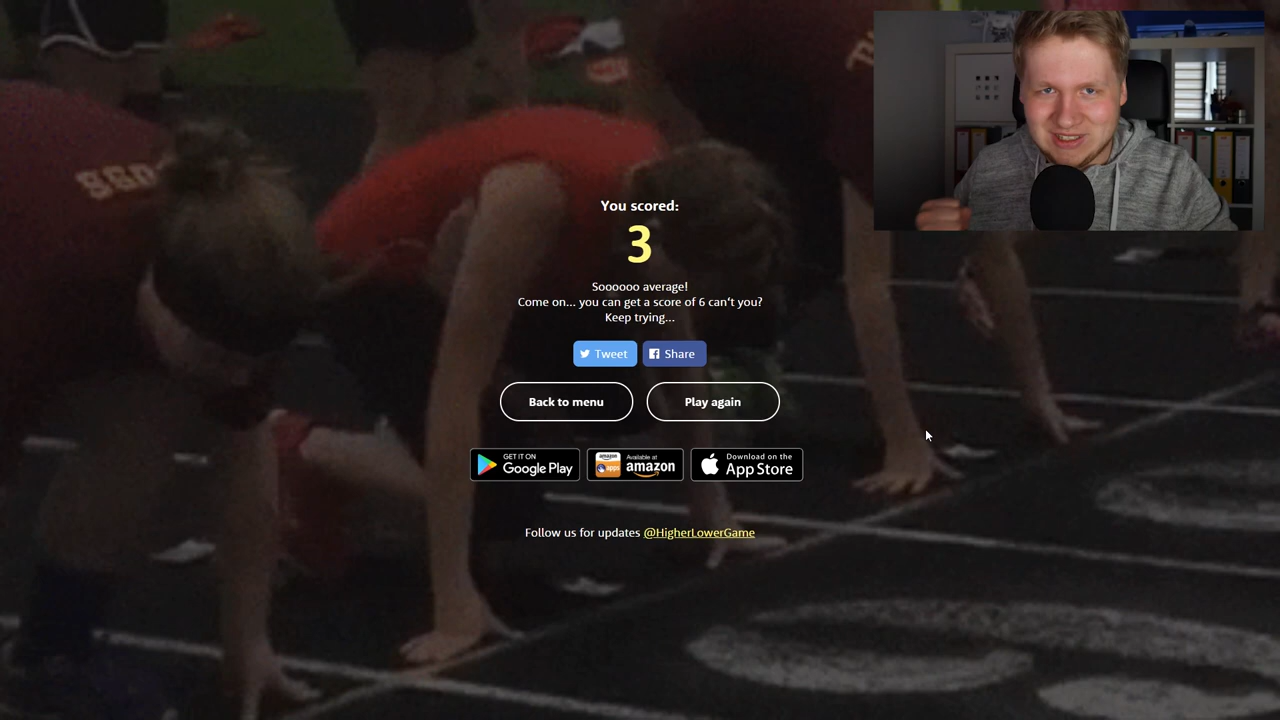 You scored:
3
Soooooo average!
Come on... you can get a score of 6 can't you?
Keep trying...
Tweet
Share
Back to menu
Play again
GET IT ON
Google Play
amazon
apps
Available at
amazon
Download on the
App Store
Follow us for updates @HigherLowerGame